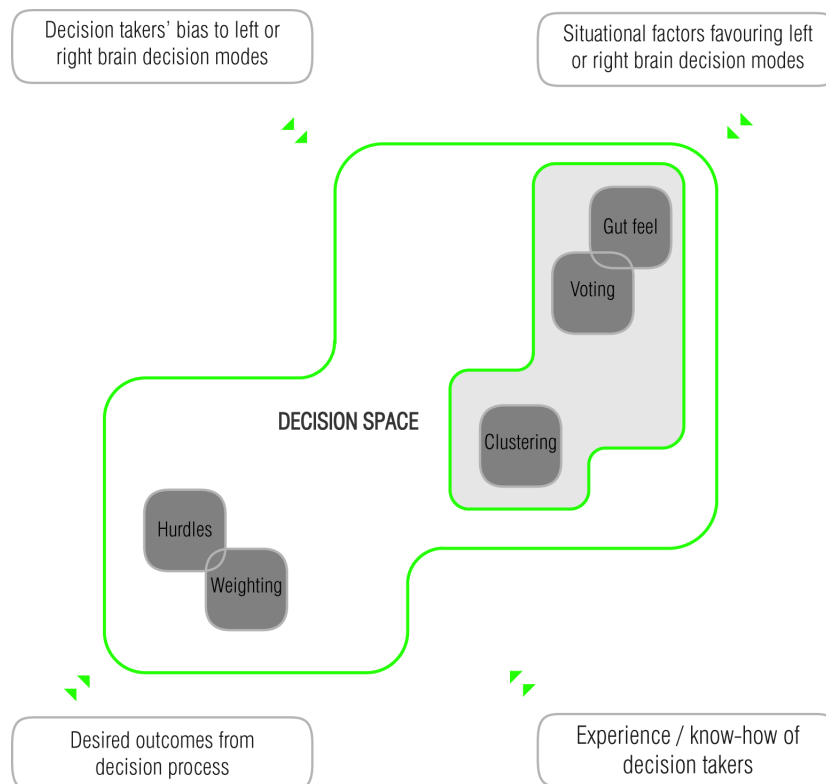 Decision takers’ bias to left or
right brain decision modes
Situational factors favouring left
or right brain decision modes
Gut feel
Voting
DECISION SPACE
Clustering
Hurdles
Weighting
Desired outcomes from
decision process
Experience / know-how of
decision takers